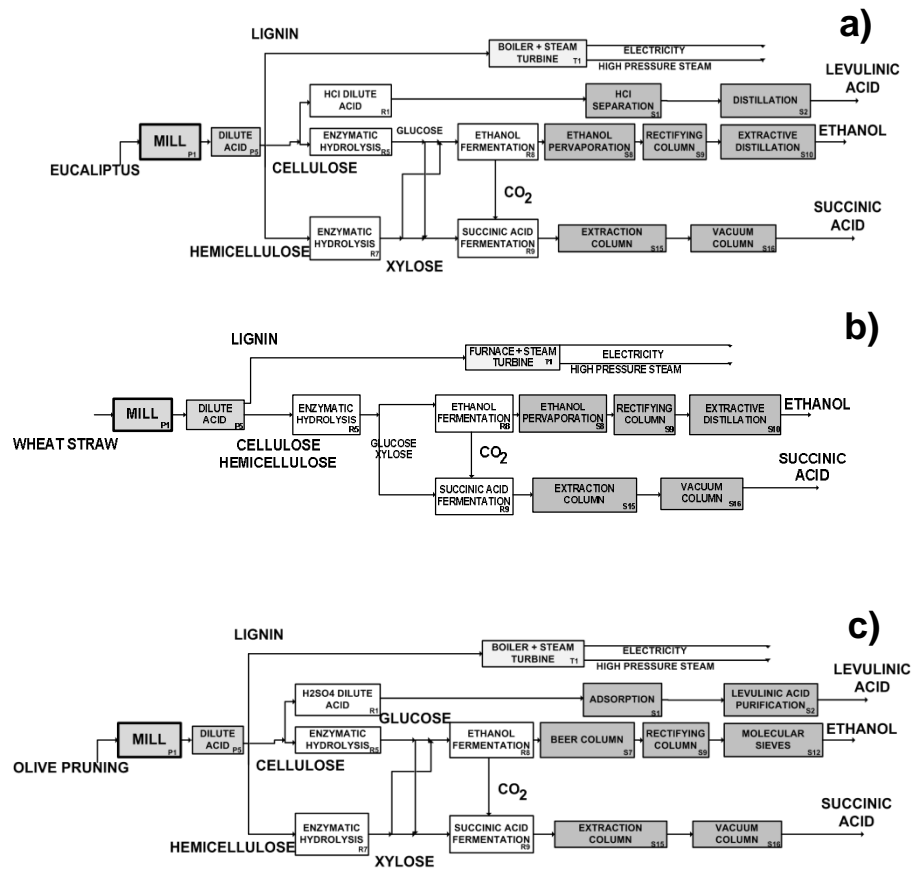 a)
LIGNIN
BOILER + STEAM
TURBINE T1
ELECTRICITY
HIGH PRESSURE STEAM
LEVULINIC
ACID
HCl DILUTE
ACID R1
HCl
SEPARATION
S1
DISTILLATION
S2
EUCALIPTUS
MILL
P1
DILUTE
ACID P5
CELLULOSE
ENZYMATIC
HYDROLYSIS R5
GLUCOSE
ETHANOL
FERMENTATION
R8
ETHANOL
PERVAPORATION
S8
RECTIFYING
COLUMN
S9
EXTRACTIVE
DISTILLATION
S10
ETHANOL
CO2
HEMICELLULOSE
ENZYMATIC
HYDROLYSIS
R7
XYLOSE
SUCCINIC ACID
FERMENTATION
R9
EXTRACTION
COLUMN
S15
VACUUM
COLUMN
S16
SUCCINIC
ACID
b)
LIGNIN
FURNACE + STEAM
TURBINE T1
ELECTRICITY
HIGH PRESSURE STEAM
WHEAT STRAW
MILL
P1
DILUTE
ACID
P5
CELLULOSE
HEMICELLULOSE
ENZYMATIC
HYDROLYSIS
R5
GLUCOSE
XYLOSE
ETHANOL
FERMENTATION
R8
ETHANOL
PERVAPORATION
S8
RECTIFYING
COLUMN
S9
EXTRACTIVE
DISTILLATION
S10
ETHANOL
CO2
SUCCINIC ACID
FERMENTATION
R9
EXTRACTION
COLUMN
S15
VACUUM
COLUMN
S16
SUCCINIC
ACID
c)
LIGNIN
BOILER + STEAM
TURBINE T1
ELECTRICITY
HIGH PRESSURE STEAM
LEVULINIC
ACID
H2SO4 DILUTE
ACID R1
ADSORPTION
S1
LEVULINIC ACID
PURIFICATION
S2
OLIVE PRUNING
MILL
P1
DILUTE
ACID P5
CELLULOSE
ENZYMATIC
HYDROLYSIS R5
GLUCOSE
ETHANOL
FERMENTATION
R8
BEER COLUMN
S7
RECTIFYING
COLUMN
S9
MOLECULAR
SIEVES
S12
ETHANOL
CO2
HEMICELLULOSE
ENZYMATIC
HYDROLYSIS
R7
XYLOSE
SUCCINIC ACID
FERMENTATION
R9
EXTRACTION
COLUMN
S15
VACUUM
COLUMN
S16
SUCCINIC
ACID